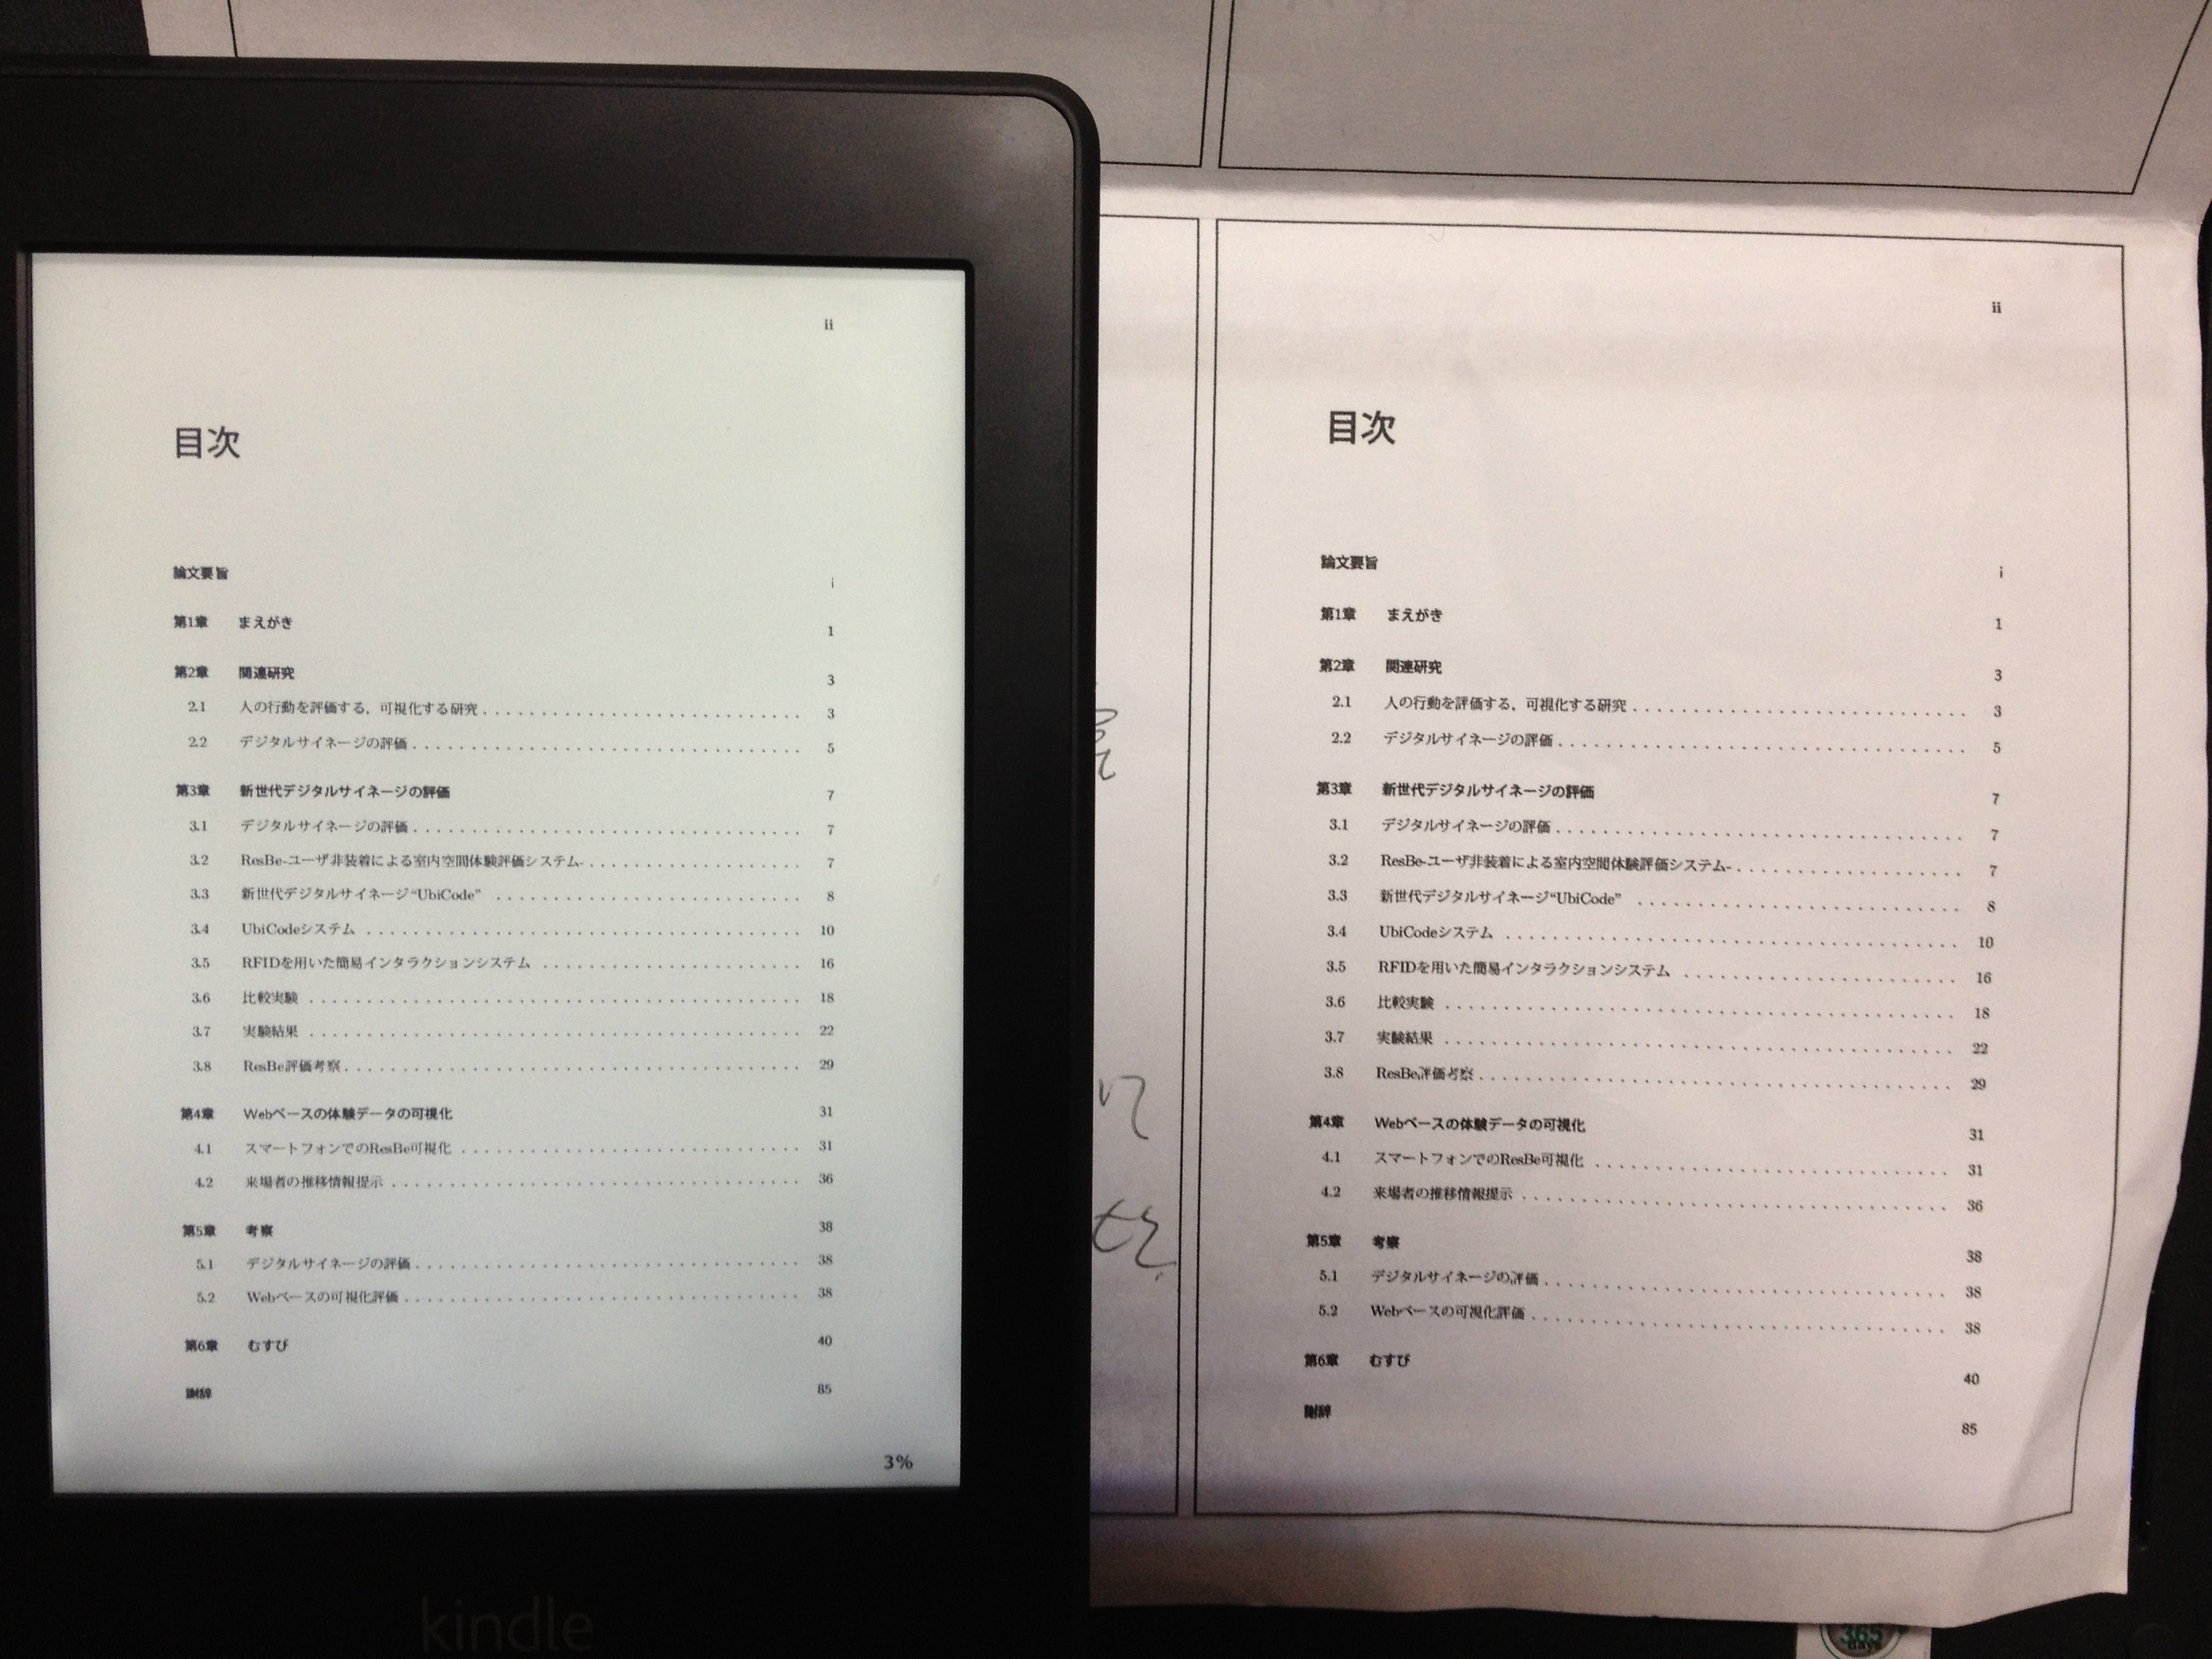 ii
目次
論文要旨 i
第1章 まえがき 1
第2章 関連研究 3
2.1 人の行動を評価する，可視化する研究 3
2.2 デジタルサイネージの評価 5
第3章 新世代デジタルサイネージの評価 7
3.1 デジタルサイネージの評価 7
3.2 ResBe-ユーザ非装着による室内空間体験評価システム- 7
3.3 新世代デジタルサイネージ“UbiCode” 8
3.4 UbiCodeシステム 10
3.5 RFIDを用いた簡易インタラクションシステム 16
3.6 比較実験 18
3.7 実験結果 22
3.8 ResBe評価考察 29
第4章 Webベースの体験データの可視化 31
4.1 スマートフォンでのResBe可視化 31
4.2 来場者の推移情報提示 36
第5章 考察 38
5.1 デジタルサイネージの評価 38
5.2 Webベースの可視化評価 38
第6章 むすび 40
謝辞 85
3%
kindle
ii
目次
論文要旨 i
第1章 まえがき 1
第2章 関連研究 3
2.1 人の行動を評価する，可視化する研究 3
2.2 デジタルサイネージの評価 5
第3章 新世代デジタルサイネージの評価 7
3.1 デジタルサイネージの評価 7
3.2 ResBe-ユーザ非装着による室内空間体験評価システム- 7
3.3 新世代デジタルサイネージ“UbiCode” 8
3.4 UbiCodeシステム 10
3.5 RFIDを用いた簡易インタラクションシステム 16
3.6 比較実験 18
3.7 実験結果 22
3.8 ResBe評価考察 29
第4章 Webベースの体験データの可視化 31
4.1 スマートフォンでのResBe可視化 31
4.2 来場者の推移情報提示 36
第5章 考察 38
5.1 デジタルサイネージの評価 38
5.2 Webベースの可視化評価 38
第6章 むすび 40
謝辞 85
365
days